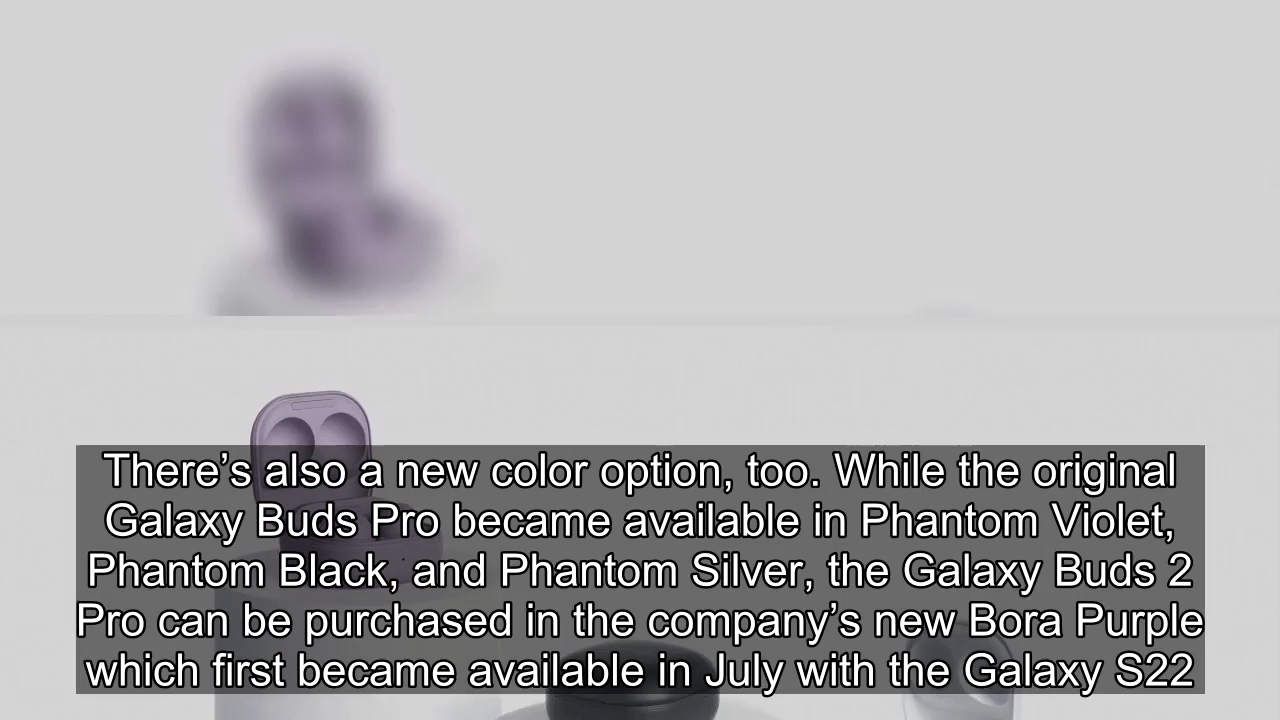 There’s also a new color option, too. While the original
Galaxy Buds Pro became available in Phantom Violet,
Phantom Black, and Phantom Silver, the Galaxy Buds 2
Pro can be purchased in the company’s new Bora Purple
which first became available in July with the Galaxy S22